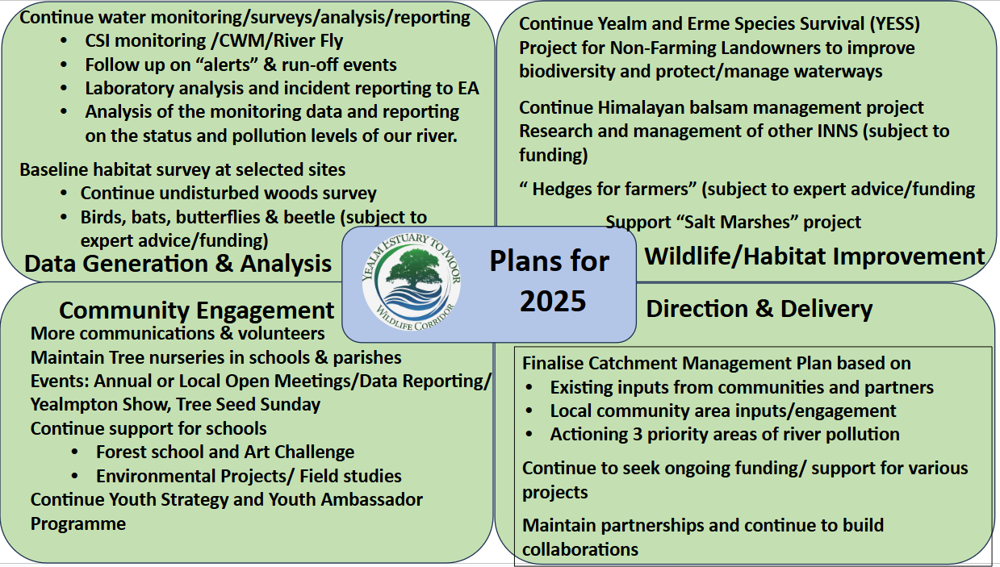 Continue water monitoring/surveys/analysis/reporting
• CSI monitoring /CWM/River Fly
• Follow up on “alerts” & run-off events
• Laboratory analysis and incident reporting to EA
• Analysis of the monitoring data and reporting
on the status and pollution levels of our river.
Baseline habitat survey at selected sites
• Continue undisturbed woods survey
• Birds, bats, butterflies & beetle (subject to
expert advice/funding)
Data Generation & Analysis
Continue Yealm and Erme Species Survival (YESS)
Project for Non-Farming Landowners to improve
biodiversity and protect/manage waterways
Continue Himalayan balsam management project
Research and management of other INNS (subject to
funding)
“ Hedges for farmers” (subject to expert advice/funding
Support “Salt Marshes” project
Wildlife/Habitat Improvement
YEALM ESTUARY TO MOOR
WILDLIFE CORRIDOR
Plans for
2025
Community Engagement
More communications & volunteers
Maintain Tree nurseries in schools & parishes
Events: Annual or Local Open Meetings/Data Reporting/
Yealmpton Show, Tree Seed Sunday
Continue support for schools
• Forest school and Art Challenge
• Environmental Projects/ Field studies
Continue Youth Strategy and Youth Ambassador
Programme
Direction & Delivery
Finalise Catchment Management Plan based on
• Existing inputs from communities and partners
• Local community area inputs/engagement
• Actioning 3 priority areas of river pollution
Continue to seek ongoing funding/ support for various
projects
Maintain partnerships and continue to build
collaborations